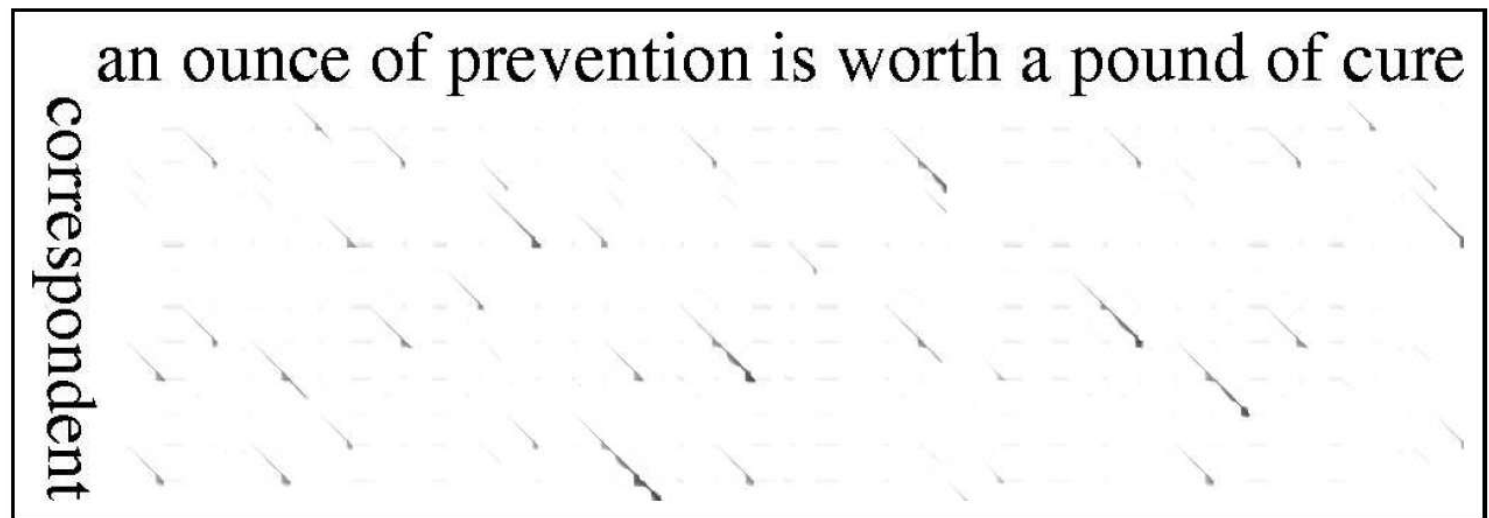 an ounce of prevention is worth a pound of cure
correspondent